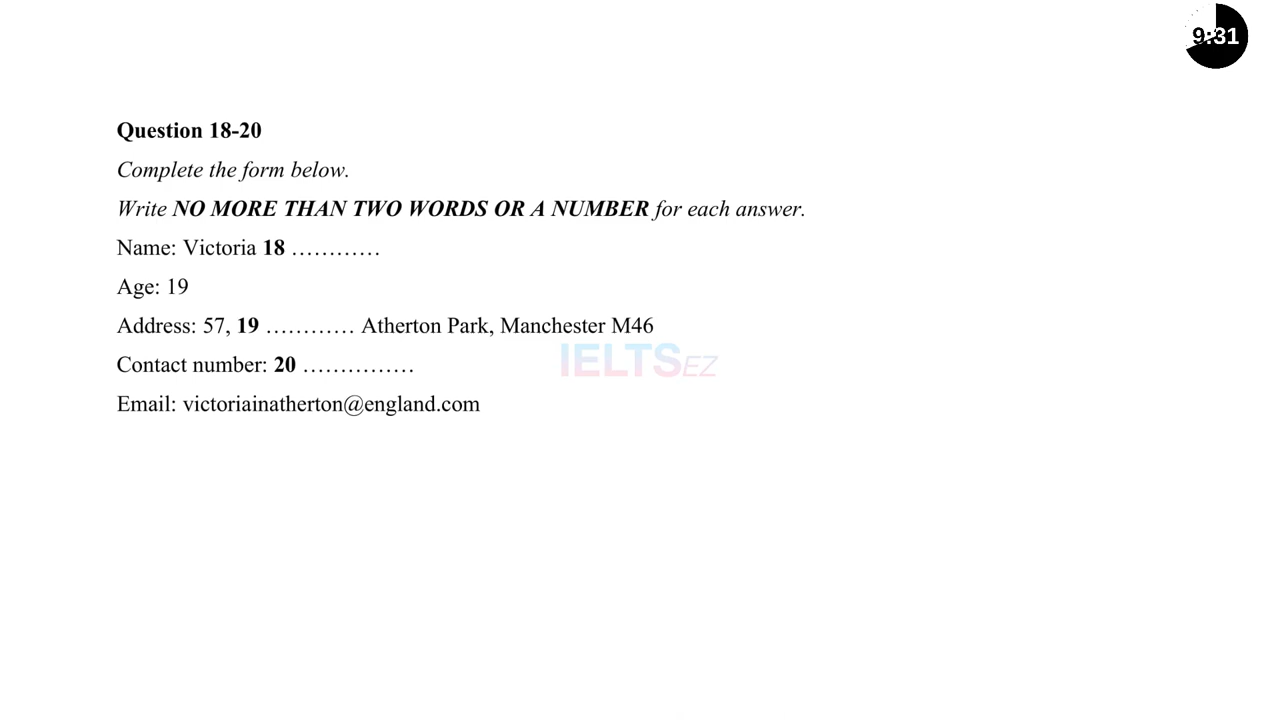 9:31
Question 18-20
Complete the form below.
Write NO MORE THAN TWO WORDS OR A NUMBER for each answer.
Name: Victoria 18 …………
Age: 19
Address: 57, 19 ………… Atherton Park, Manchester M46
IELTSEZ
Contact number: 20 ……………
Email: victoriainatherton@england.com